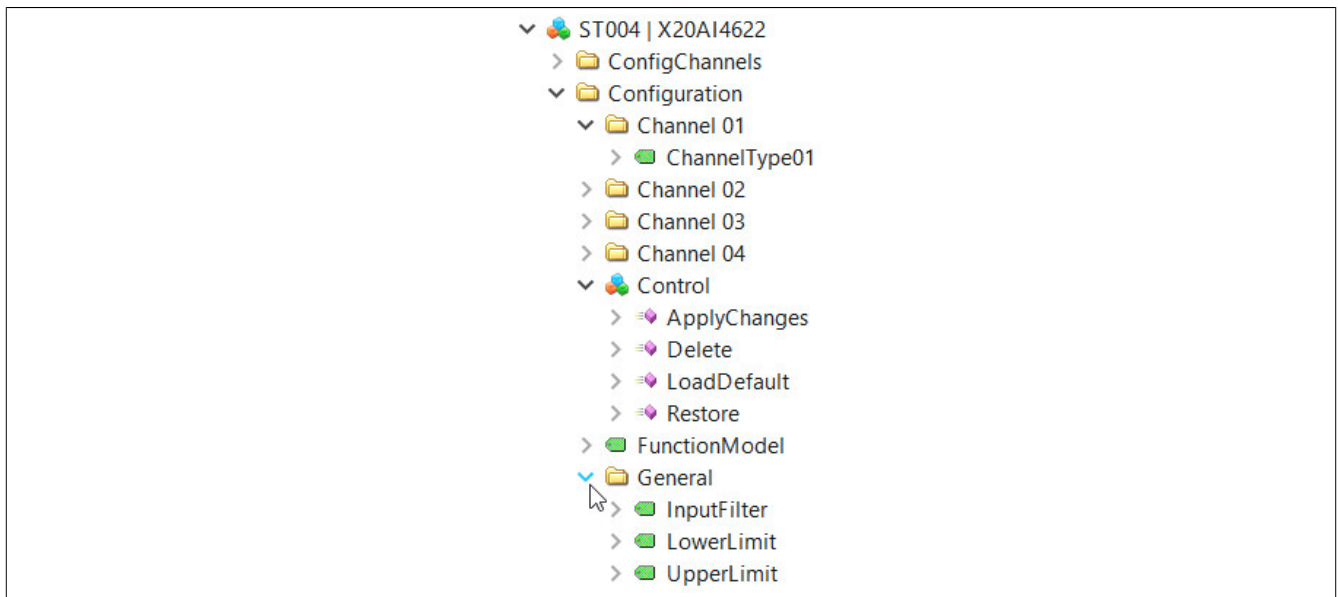 ST004 | X20AI4622
ConfigChannels
Configuration
Channel 01
ChannelType01
Channel 02
Channel 03
Channel 04
Control
ApplyChanges
Delete
LoadDefault
Restore
FunctionModel
General
InputFilter
LowerLimit
UpperLimit